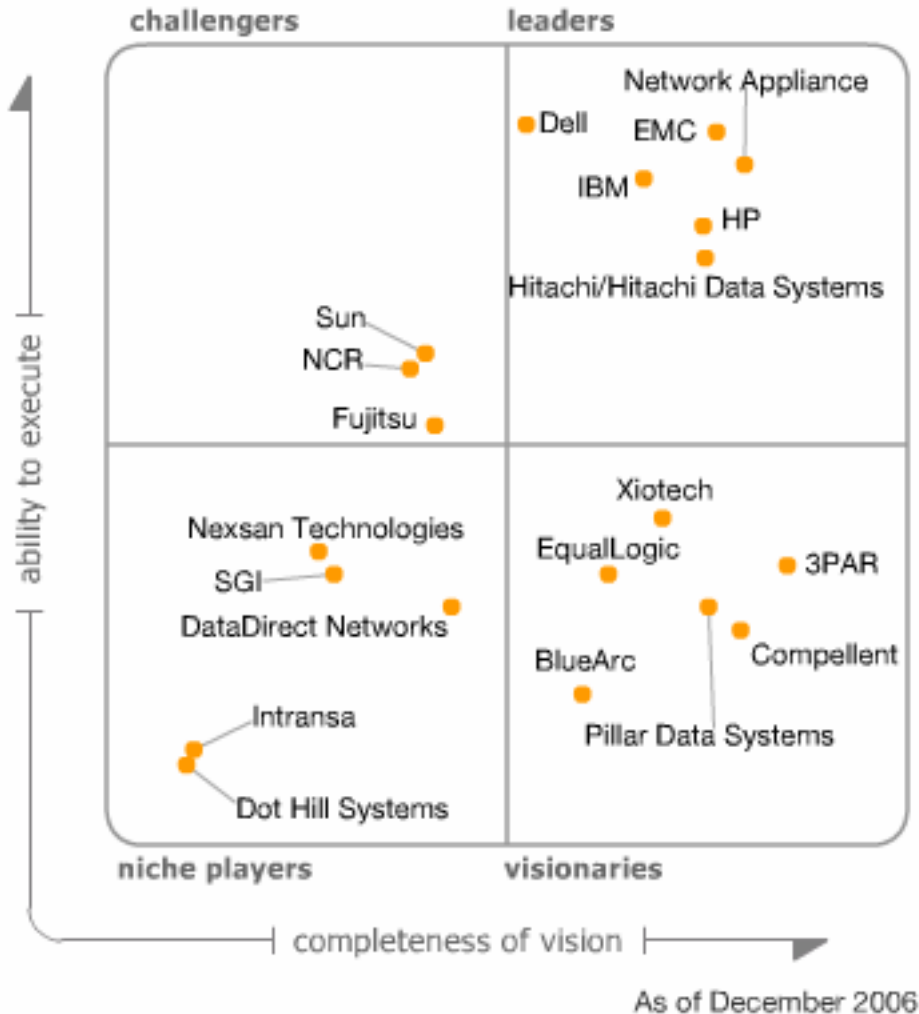 challengers
leaders
Network Appliance
Dell
EMC
IBM
HP
Hitachi/Hitachi Data Systems
Sun
NCR
Fujitsu
ability to execute
Xiotech
Nexsan Technologies
EqualLogic
3PAR
SGI
DataDirect Networks
Compellent
BlueArc
Intransa
Pillar Data Systems
Dot Hill Systems
niche players
visionaries
completeness of vision
As of December 2006